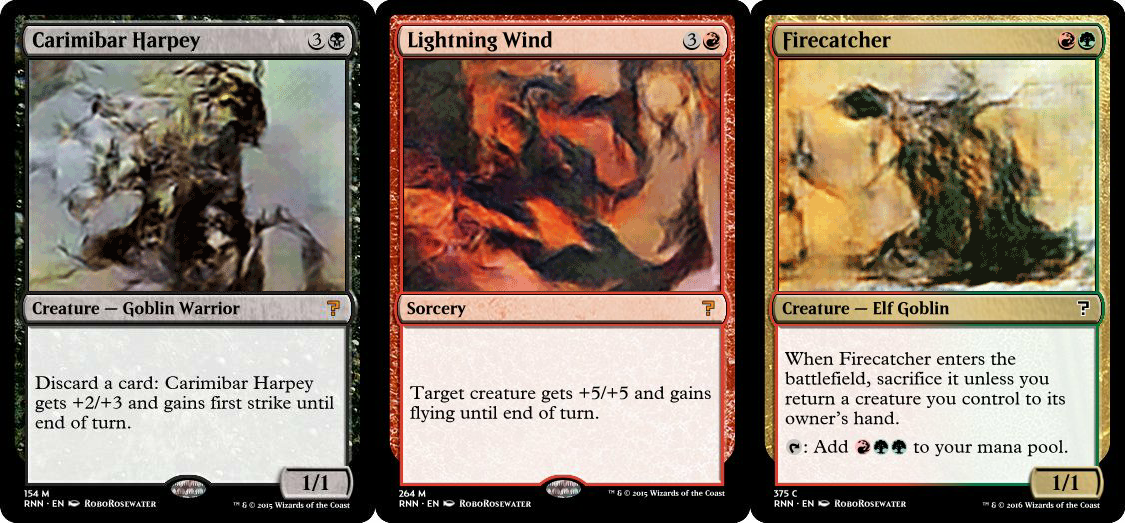 Carimibar Harpey 3
Creature — Goblin Warrior
Discard a card: Carimibar Harpey
gets +2/+3 and gains first strike until
end of turn.
1/1
154 M
RNN · EN RoboRosewater
™ & © 2015 Wizards of the Coast
Lightning Wind 3
Sorcery
Target creature gets +5/+5 and gains
flying until end of turn.
264 M
RNN · EN RoboRosewater
™ & © 2015 Wizards of the Coast
Firecatcher
Creature — Elf Goblin
When Firecatcher enters the
battlefield, sacrifice it unless you
return a creature you control to its
owner's hand.
: Add to your mana pool.
1/1
375 C
RNN · EN RoboRosewater
™ & © 2016 Wizards of the Coast